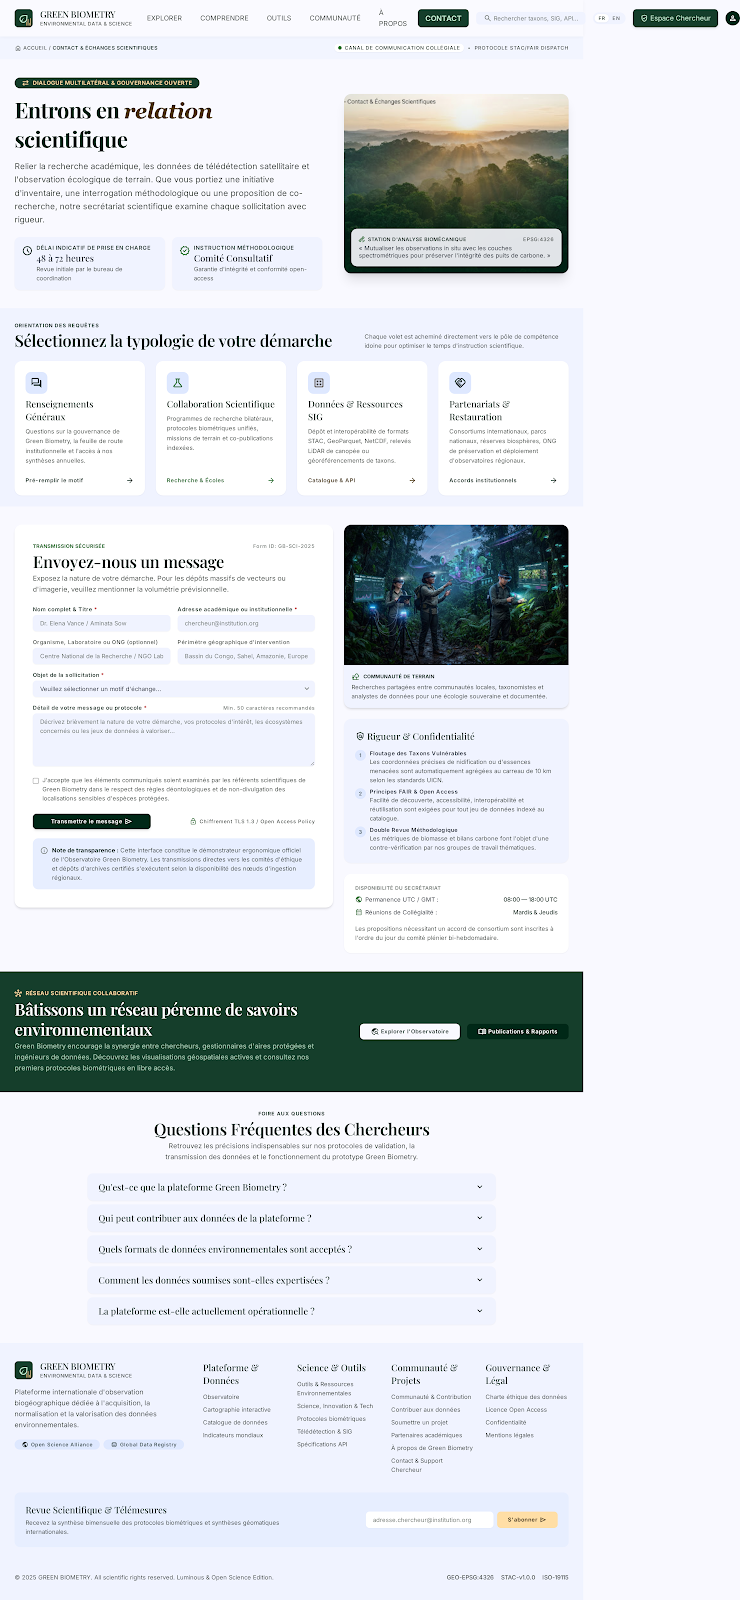 GREEN BIOMETRY
ENVIRONMENTAL DATA & SCIENCE
EXPLORER
COMPRENDRE
OUTILS
COMMUNAUTÉ
À
PROPOS
CONTACT
Rechercher taxons, SIG, API...
FR EN
Espace Chercheur
ACCUEIL / CONTACT & ÉCHANGES SCIENTIFIQUES
CANAL DE COMMUNICATION COLLÉGIALE • PROTOCOLE STAC/FAIR DISPATCH
DIALOGUE MULTILATÉRAL & GOUVERNANCE OUVERTE
Entrons en relation
scientifique
Relier la recherche académique, les données de télédétection satellitaire et
l'observation écologique de terrain. Que vous portiez une initiative
d'inventaire, une interrogation méthodologique ou une proposition de co-
recherche, notre secrétariat scientifique examine chaque sollicitation avec
rigueur.
DÉLAI INDICATIF DE PRISE EN CHARGE
48 à 72 heures
Revue initiale par le bureau de
coordination
INSTRUCTION MÉTHODOLOGIQUE
Comité Consultatif
Garantie d'intégrité et conformité open-
access
- Contact & Échanges Scientifiques
STATION D'ANALYSE BIOMÉCANIQUE
EPSG:4326
« Mutualiser les observations in situ avec les couches
spectrométriques pour préserver l'intégrité des puits de carbone. »
ORIENTATION DES REQUÊTES
Sélectionnez la typologie de votre démarche
Chaque volet est acheminé directement vers le pôle de compétence
idoine pour optimiser le temps d'instruction scientifique.
Renseignements
Généraux
Questions sur la gouvernance de
Green Biometry, la feuille de route
institutionnelle et l'accès à nos
synthèses annuelles.
Pré-remplir le motif
Collaboration Scientifique
Programmes de recherche bilatéraux,
protocoles biométriques unifiés,
missions de terrain et co-publications
indexées.
Recherche & Écoles
Données & Ressources
SIG
Dépôt et interopérabilité de formats
STAC, GeoParquet, NetCDF, relevés
LiDAR de canopée ou
géoréférencements de taxons.
Catalogue & API
Partenariats &
Restauration
Consortiums internationaux, parcs
nationaux, réserves biosphères, ONG
de préservation et déploiement
d'observatoires régionaux.
Accords institutionnels
TRANSMISSION SÉCURISÉE
Form ID: GB-SCI-2025
Envoyez-nous un message
Exposez la nature de votre démarche. Pour les dépôts massifs de vecteurs ou
d'imagerie, veuillez mentionner la volumétrie prévisionnelle.
Nom complet & Titre *
Dr. Elena Vance / Aminata Sow
Adresse académique ou institutionnelle *
chercheur@institution.org
Organisme, Laboratoire ou ONG (optionnel)
Centre National de la Recherche / NGO Lab
Périmètre géographique d'intervention
Bassin du Congo, Sahel, Amazonie, Europe
Objet de la sollicitation *
Veuillez sélectionner un motif d'échange...
Détail de votre message ou protocole *
Min. 50 caractères recommandés
Décrivez brièvement la nature de votre démarche, vos protocoles d'intérêt, les écosystèmes
concernés ou les jeux de données à valoriser...
J'accepte que les éléments communiqués soient examinés par les référents scientifiques de
Green Biometry dans le respect des règles déontologiques et de non-divulgation des
localisations sensibles d'espèces protégées.
Transmettre le message
Chiffrement TLS 1.3 / Open Access Policy
Note de transparence : Cette interface constitue le démonstrateur ergonomique officiel
de l'Observatoire Green Biometry. Les transmissions directes vers les comités d'éthique
et dépôts d'archives certifiés s'exécutent selon la disponibilité des nœuds d'ingestion
régionaux.
COMMUNAUTÉ DE TERRAIN
Recherches partagées entre communautés locales, taxonomistes et
analystes de données pour une écologie souveraine et documentée.
Rigueur & Confidentialité
1 Floutage des Taxons Vulnérables
Les coordonnées précises de nidification ou d'essences
menacées sont automatiquement agrégées au carreau de 10 km
selon les standards UICN.
2 Principes FAIR & Open Access
Facilité de découverte, accessibilité, interopérabilité et
réutilisation sont exigées pour tout jeu de données indexé au
catalogue.
3 Double Revue Méthodologique
Les métriques de biomasse et bilans carbone font l'objet d'une
contre-vérification par nos groupes de travail thématiques.
DISPONIBILITÉ DU SECRÉTARIAT
Permanence UTC / GMT :
08:00 — 18:00 UTC
Réunions de Collégialité :
Mardis & Jeudis
Les propositions nécessitant un accord de consortium sont inscrites à
l'ordre du jour du comité plénier bi-hebdomadaire.
RÉSEAU SCIENTIFIQUE COLLABORATIF
Bâtissons un réseau pérenne de savoirs
environnementaux
Green Biometry encourage la synergie entre chercheurs, gestionnaires d'aires protégées et
ingénieurs de données. Découvrez les visualisations géospatiales actives et consultez nos
premiers protocoles biométriques en libre accès.
Explorer l'Observatoire
Publications & Rapports
FOIRE AUX QUESTIONS
Questions Fréquentes des Chercheurs
Retrouvez les précisions indispensables sur nos protocoles de validation, la
transmission des données et le fonctionnement du prototype Green Biometry.
Qu'est-ce que la plateforme Green Biometry ?
Qui peut contribuer aux données de la plateforme ?
Quels formats de données environnementales sont acceptés ?
Comment les données soumises sont-elles expertisées ?
La plateforme est-elle actuellement opérationnelle ?
GREEN BIOMETRY
ENVIRONMENTAL DATA & SCIENCE
Plateforme internationale d'observation
biogéographique dédiée à l'acquisition, la
normalisation et la valorisation des données
environnementales.
Open Science Alliance
Global Data Registry
Plateforme &
Données
Observatoire
Cartographie interactive
Catalogue de données
Indicateurs mondiaux
Science & Outils
Outils & Ressources
Environnementales
Science, Innovation & Tech
Protocoles biométriques
Télédétection & SIG
Spécifications API
Communauté &
Projets
Communauté & Contribution
Contribuer aux données
Soumettre un projet
Partenaires académiques
À propos de Green Biometry
Contact & Support
Chercheur
Gouvernance &
Légal
Charte éthique des données
Licence Open Access
Confidentialité
Mentions légales
Revue Scientifique & Télémesures
Recevez la synthèse bimensuelle des protocoles biométriques et synthèses géomatiques
internationales.
adresse.chercheur@institution.org
S'abonner
© 2025 GREEN BIOMETRY. All scientific rights reserved. Luminous & Open Science Edition.
GEO-EPSG:4326
STAC-v1.0.0
ISO-19115